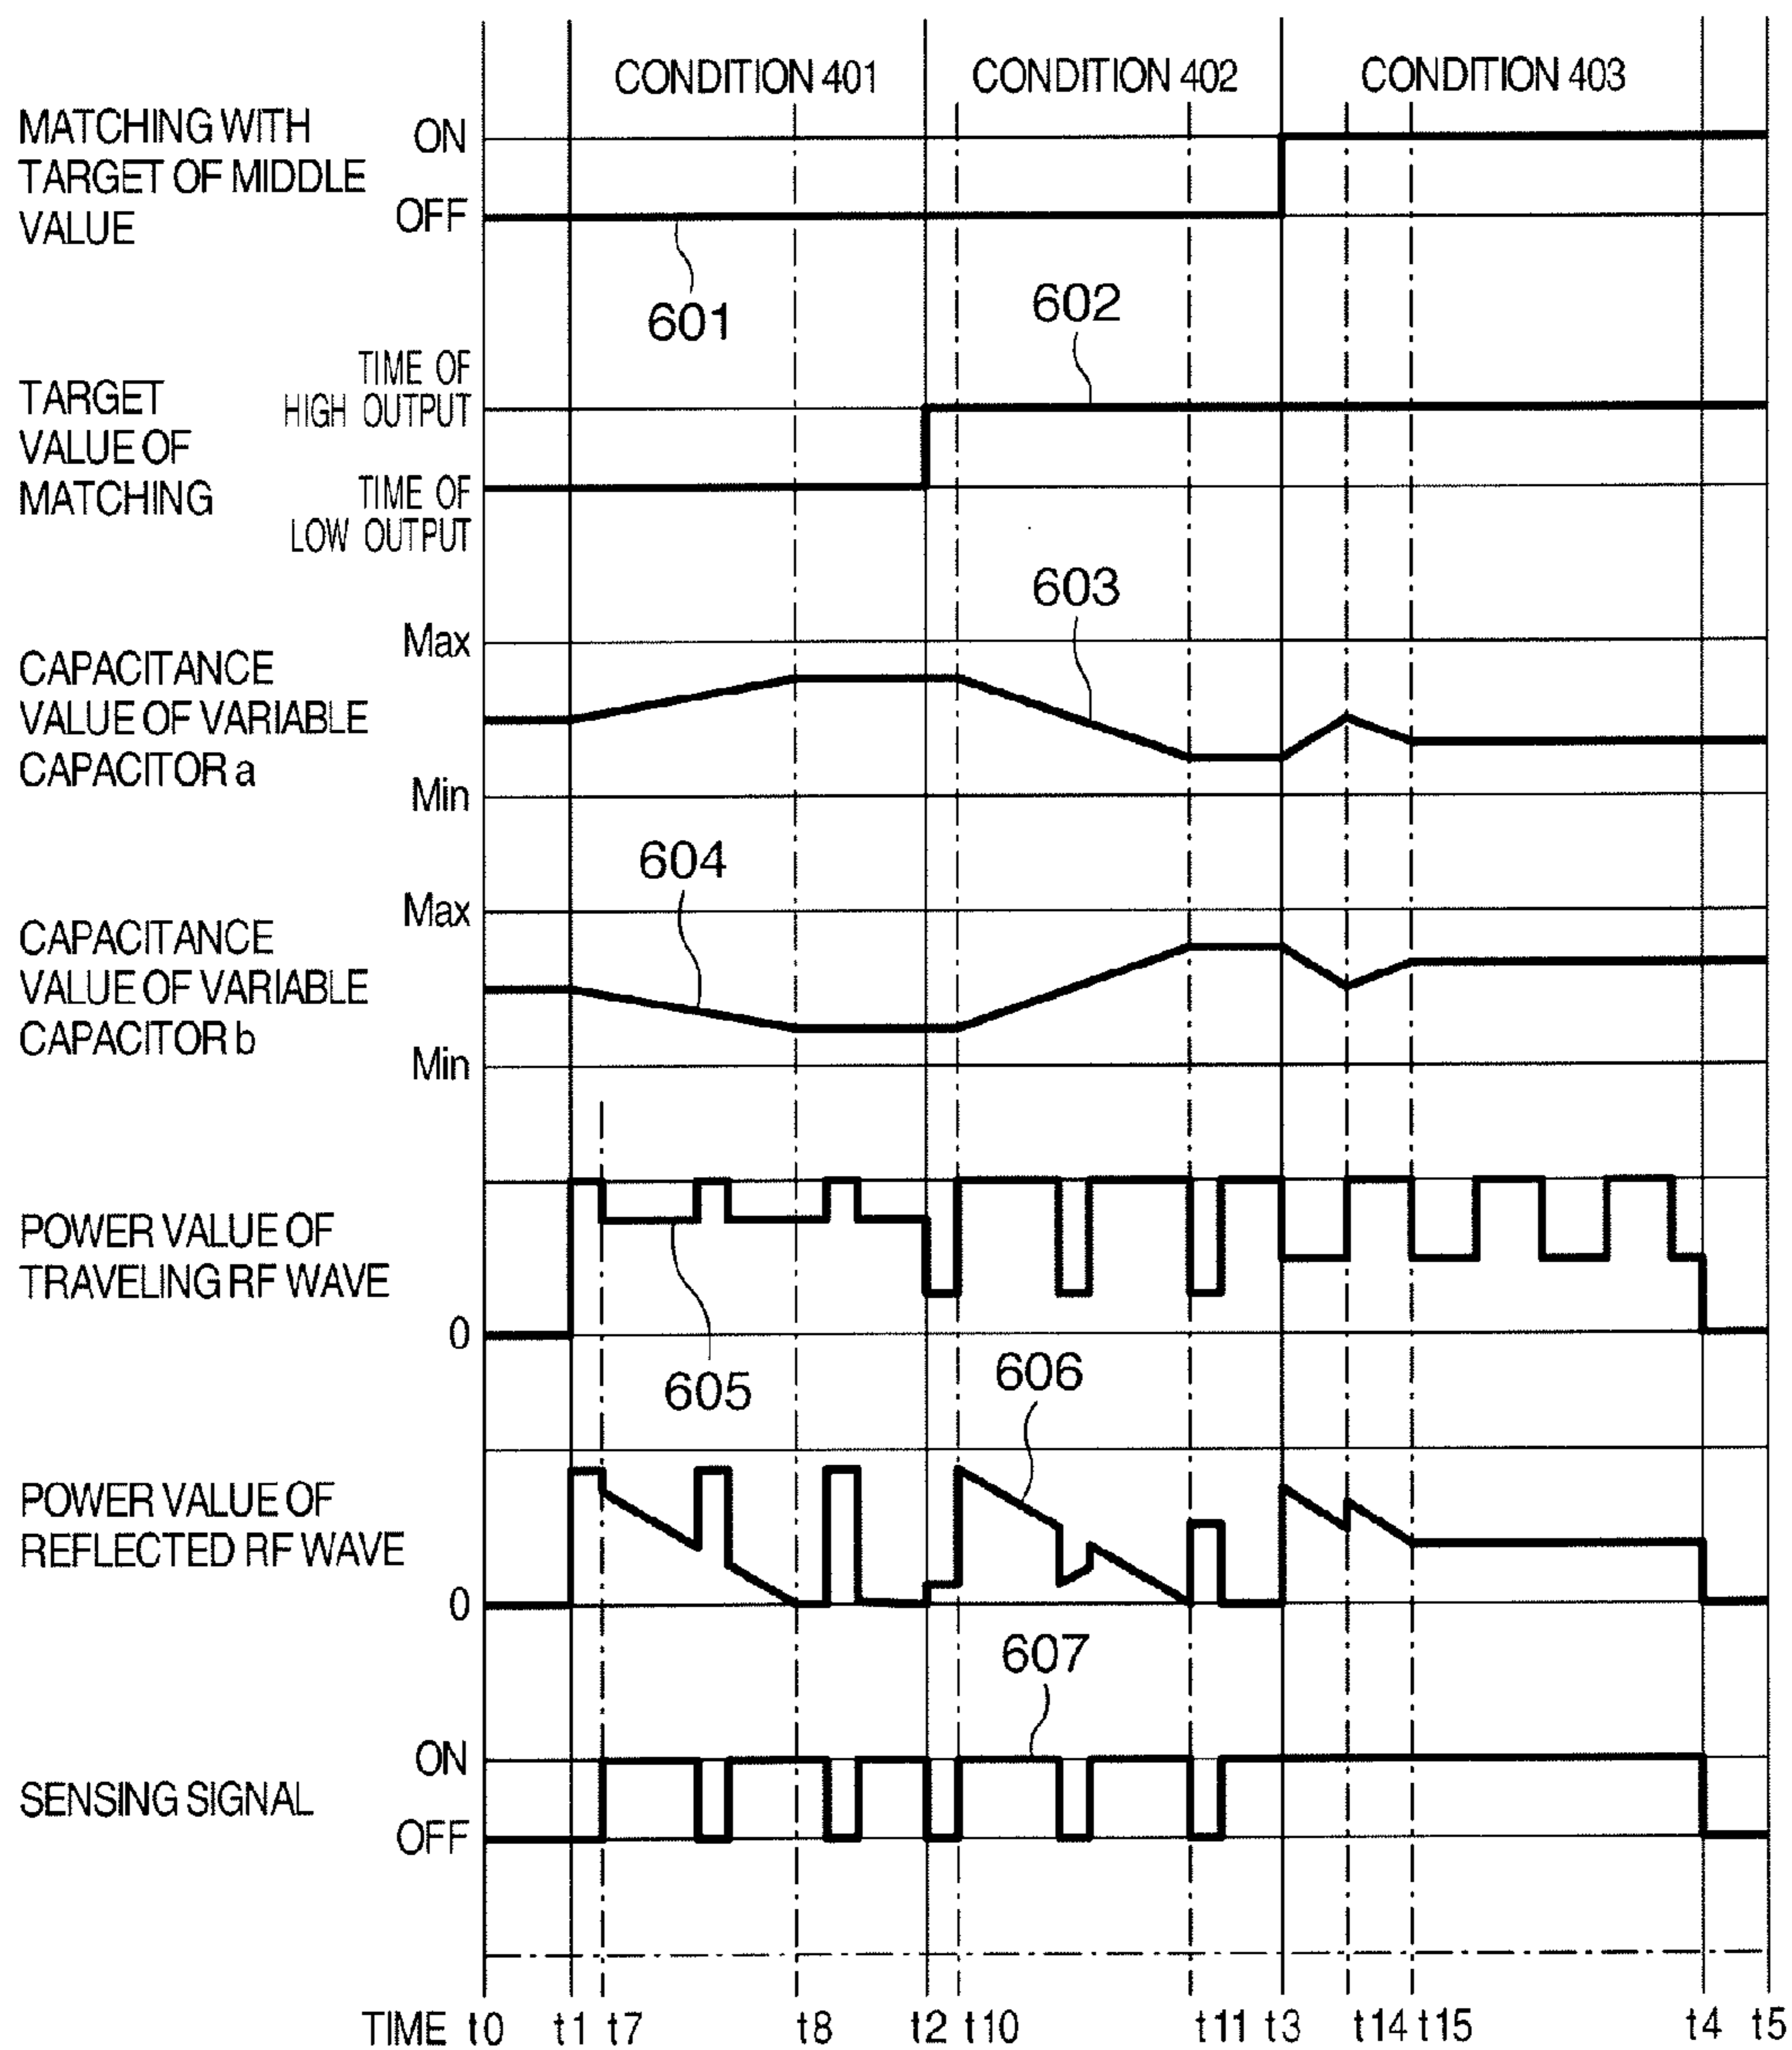 CONDITION 401
CONDITION 402
CONDITION 403
MATCHING WITH
TARGET OF MIDDLE
VALUE
ON
OFF
601
602
TARGET
VALUE OF
MATCHING
TIME OF
HIGH OUTPUT
TIME OF
LOW OUTPUT
603
CAPACITANCE
VALUE OF VARIABLE
CAPACITOR a
Max
Min
604
CAPACITANCE
VALUE OF VARIABLE
CAPACITOR b
Max
Min
POWER VALUE OF
TRAVELING RF WAVE
0
605
606
POWER VALUE OF
REFLECTED RF WAVE
0
607
SENSING SIGNAL
ON
OFF
TIME t0 t1 t7 t8 t2 t10 t11 t3 t14 t15 t4 t5